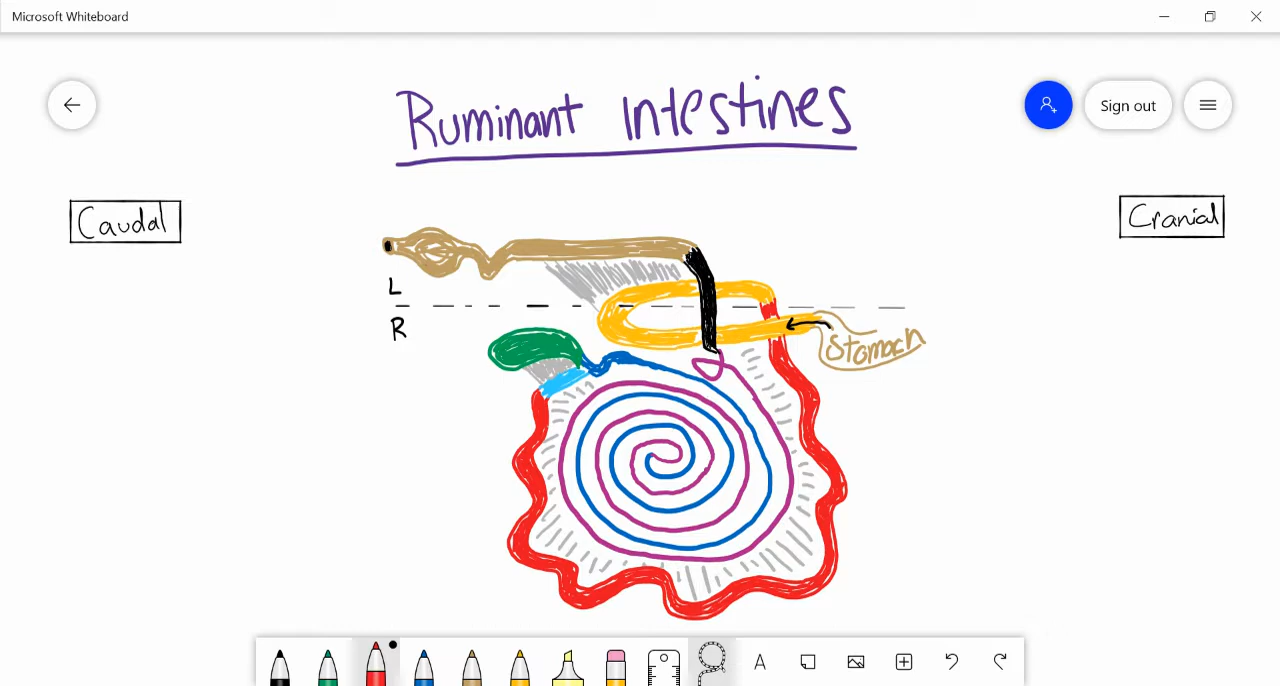 Microsoft Whiteboard
Ruminant Intestines
Sign out
Caudal
Cranial
L
R
Stomach
A